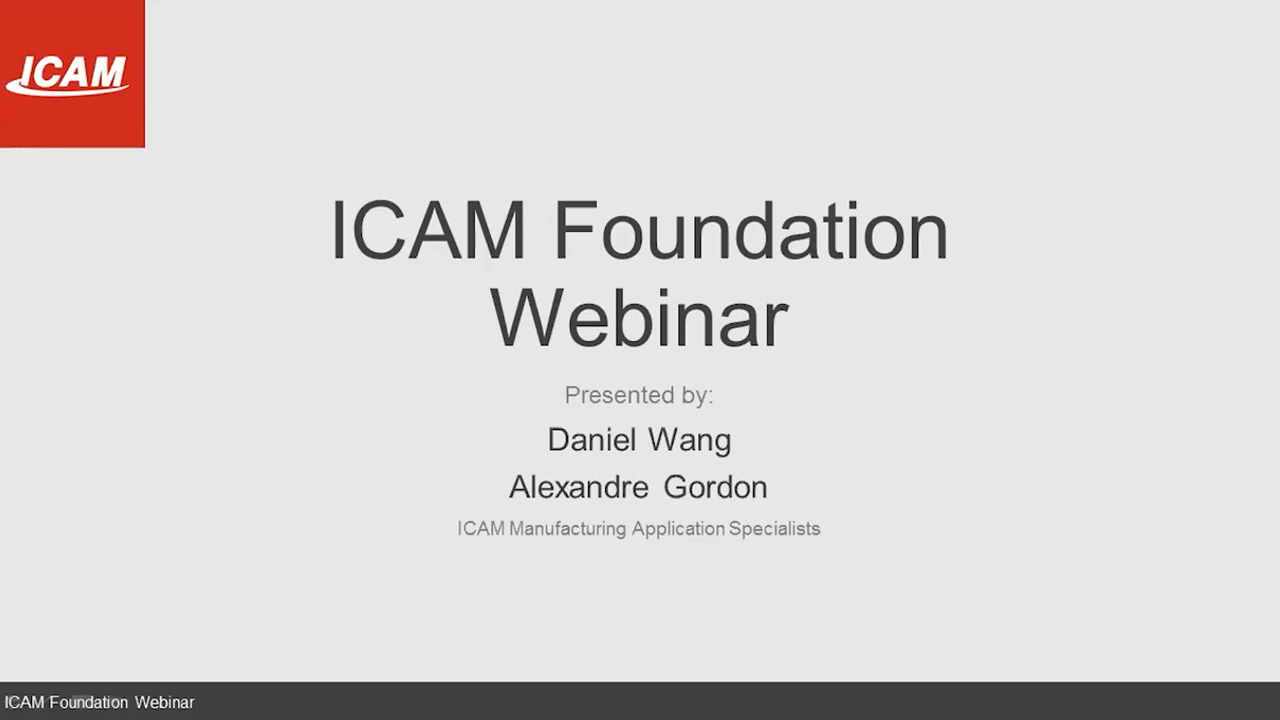 ICAM
ICAM Foundation
Webinar
Presented by:
Daniel Wang
Alexandre Gordon
ICAM Manufacturing Application Specialists
ICAM Foundation Webinar